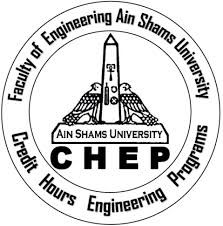 Faculty of Engineering Ain Shams University
AIN SHAMS UNIVERSITY
CHEP
Credit Hours Engineering Programs